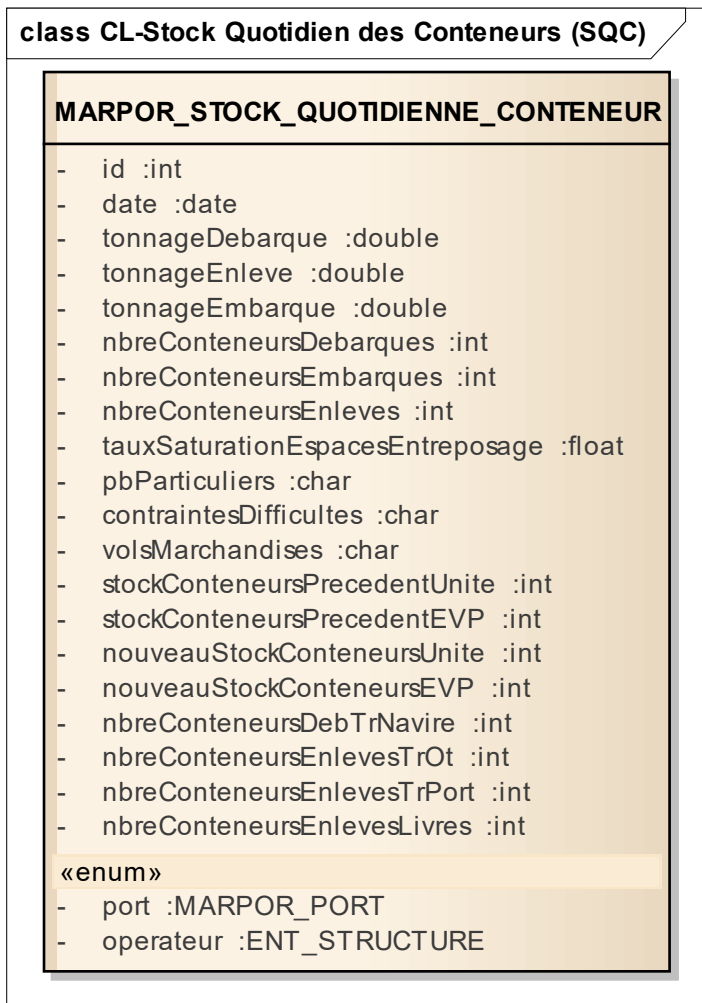 class CL-Stock Quotidien des Conteneurs (SQC)
MARPOR_STOCK_QUOTIDIENNE_CONTENEUR
- id :int
- date :date
- tonnageDebarque :double
- tonnageEnleve :double
- tonnageEmbarque :double
- nbreConteneursDebarques :int
- nbreConteneursEmbarques :int
- nbreConteneursEnleves :int
- tauxSaturationEspacesEntreposage :float
- pbParticuliers :char
- contraintesDifficultes :char
- volsMarchandises :char
- stockConteneursPrecedentUnite :int
- stockConteneursPrecedentEVP :int
- nouveauStockConteneursUnite :int
- nouveauStockConteneursEVP :int
- nbreConteneursDebTrNavire :int
- nbreConteneursEnlevesTrOt :int
- nbreConteneursEnlevesTrPort :int
- nbreConteneursEnlevesLivres :int
«enum»
- port :MARPOR_PORT
- operateur :ENT_STRUCTURE